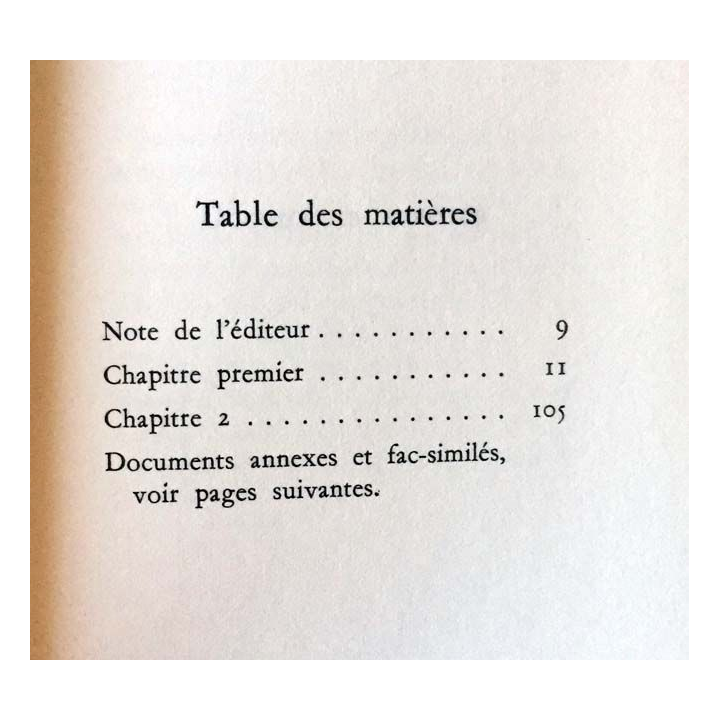 Table des matières
Note de l'éditeur . . . . . . . . . . . 9
Chapitre premier . . . . . . . . . . . 11
Chapitre 2 . . . . . . . . . . . . . . . 105
Documents annexes et fac-similés,
voir pages suivantes.